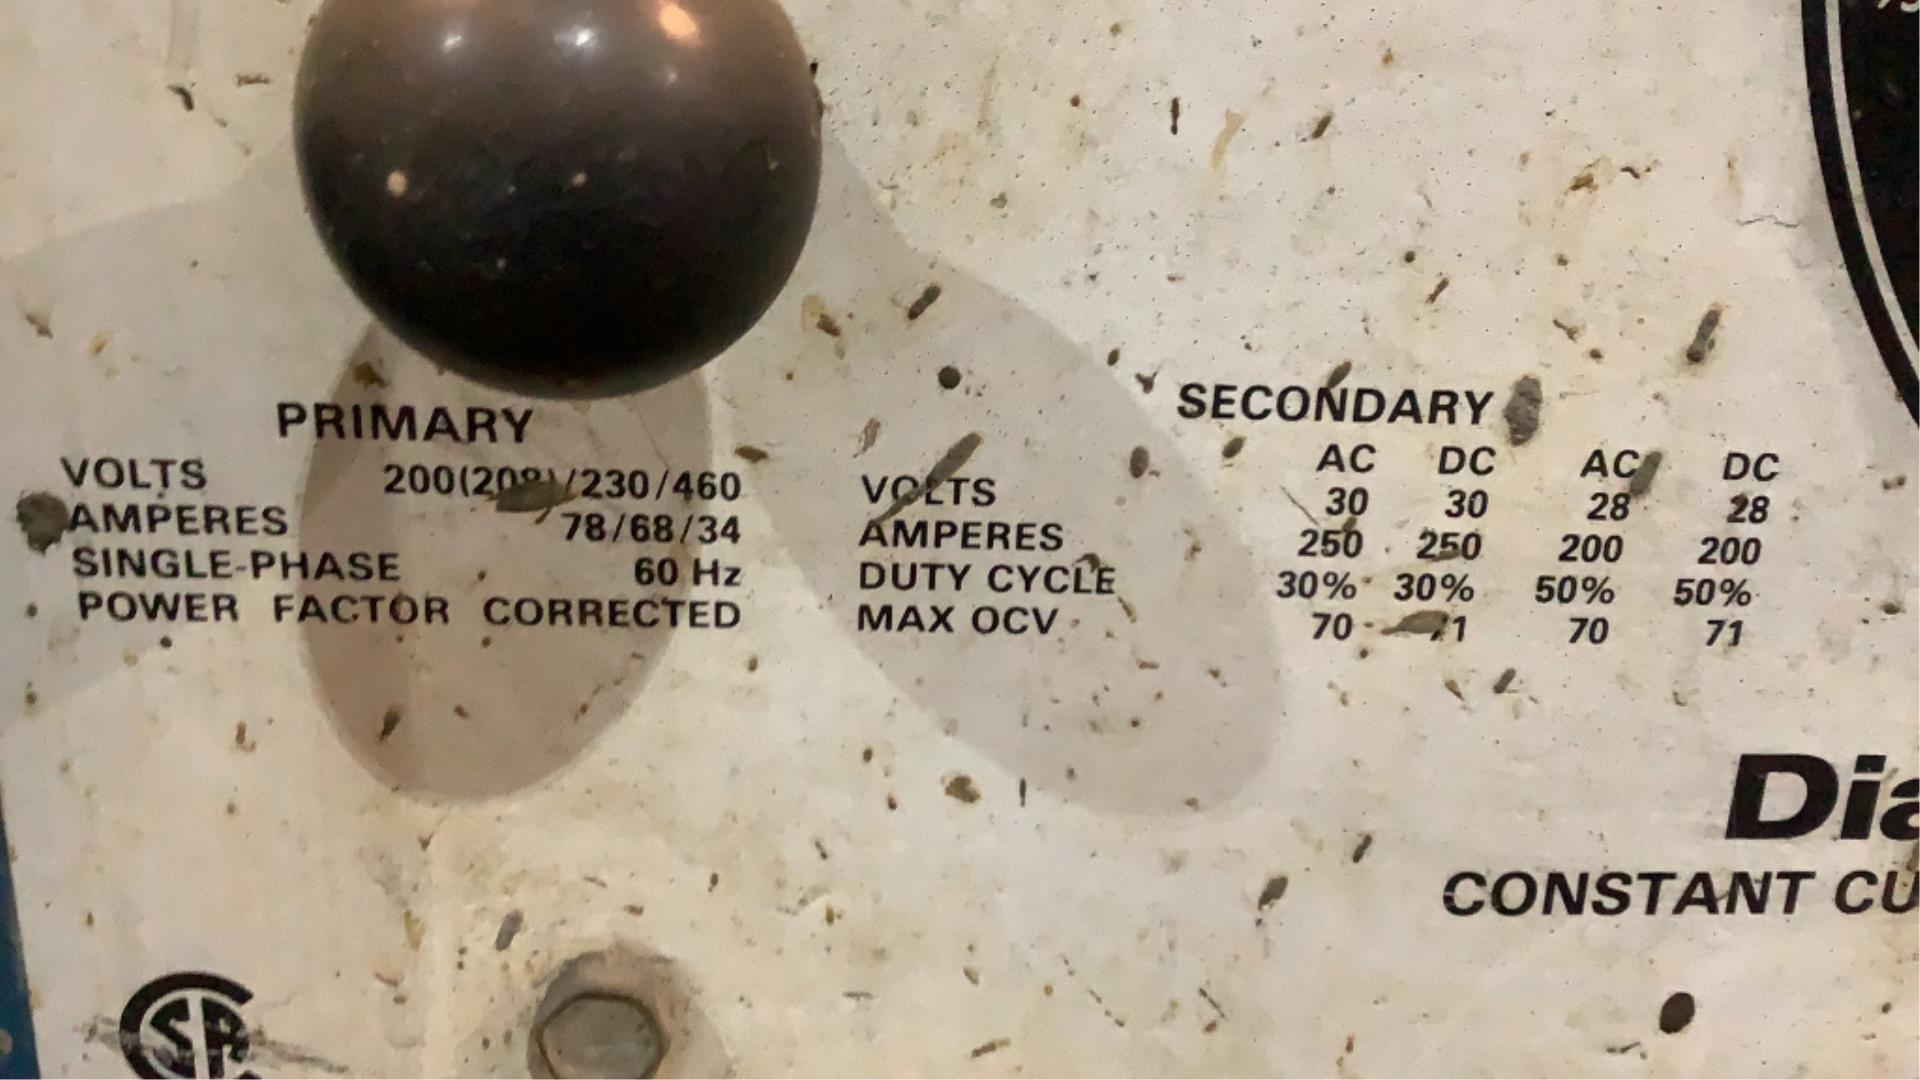 PRIMARY
VOLTS 200(208)/230/460
AMPERES 78/68/34
SINGLE-PHASE 60 Hz
POWER FACTOR CORRECTED
SECONDARY
AC DC AC DC
VOLTS 30 30 28 28
AMPERES 250 250 200 200
DUTY CYCLE 30% 30% 50% 50%
MAX OCV 70 71 70 71
Dia
CONSTANT CU
SA